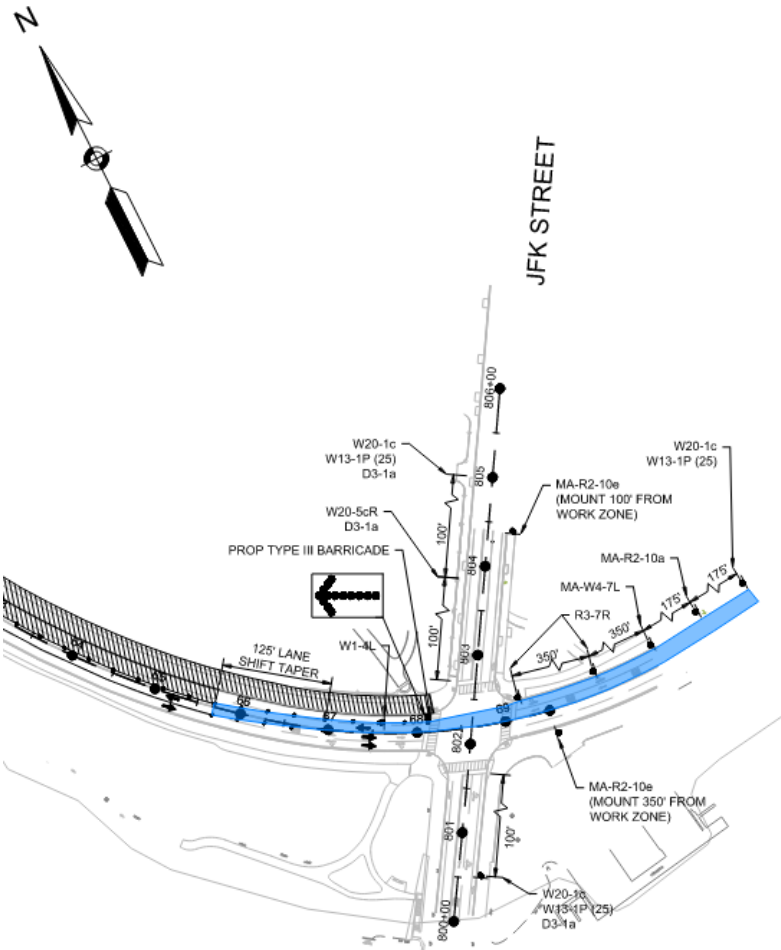 N
JFK STREET
806+00
W20-1c
W13-1P (25)
D3-1a
W20-1c
W13-1P (25)
805
MA-R2-10e
(MOUNT 100' FROM
WORK ZONE)
W20-5cR
D3-1a
100'
PROP TYPE III BARRICADE
804
MA-R2-10a
175'
175'
MA-W4-7L
R3-7R
350'
350'
W1-4L
100'
803
125' LANE
SHIFT TAPER
64
65
66
67
68
69
802
MA-R2-10e
(MOUNT 350' FROM
WORK ZONE)
801
100'
W20-1c
W13-1P (25)
D3-1a
800+00